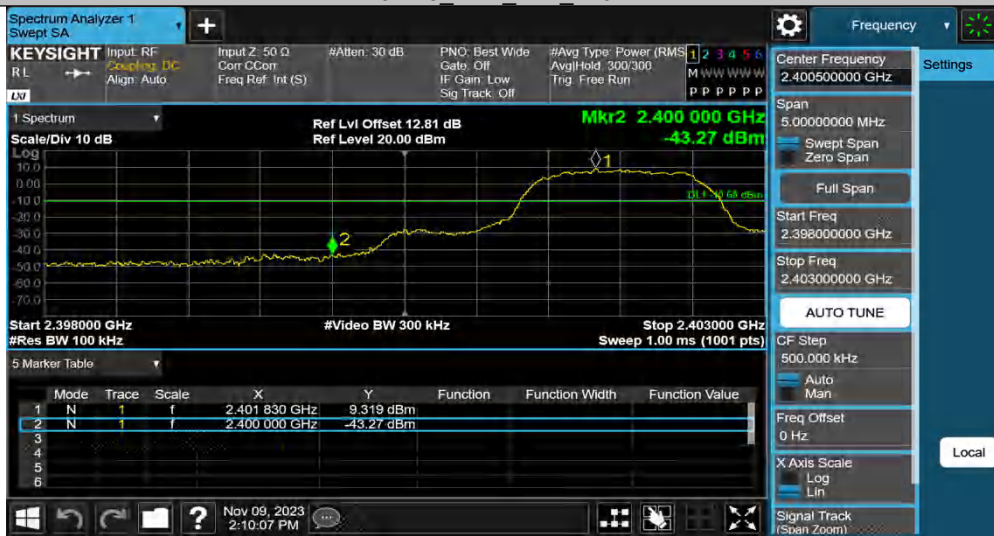 Spectrum Analyzer 1
Swept SA
+
Frequency
KEYSIGHT
Input: RF
Input Z: 50 Ω
#Atten: 30 dB
PNO: Best Wide
#Avg Type: Power (RMS
1 2 3 4 5 6
RL
Coupling: DC
Corr CCorr
Gate: Off
Avg|Hold: 300/300
M W W W W W
Align: Auto
Freq Ref: Int (S)
IF Gain: Low
Trig: Free Run
LXI
Sig Track: Off
P P P P P P
Center Frequency
2.400500000 GHz
Settings
1 Spectrum
Ref Lvl Offset 12.81 dB
Mkr2 2.400 000 GHz
Scale/Div 10 dB
Ref Level 20.00 dBm
-43.27 dBm
Span
5.00000000 MHz
Swept Span
Zero Span
Log
10.0
0.00
-10.0
-20.0
-30.0
-40.0
-50.0
-60.0
-70.0
1
2
Full Span
Start Freq
2.398000000 GHz
Stop Freq
2.403000000 GHz
AUTO TUNE
Start 2.398000 GHz
#Video BW 300 kHz
Stop 2.403000 GHz
#Res BW 100 kHz
Sweep 1.00 ms (1001 pts)
CF Step
500.000 kHz
Auto
Man
5 Marker Table
Mode Trace Scale X Y Function Function Width Function Value
1 N 1 f 2.401 830 GHz 9.319 dBm
2 N 1 f 2.400 000 GHz -43.27 dBm
3
4
5
6
Freq Offset
0 Hz
X Axis Scale
Log
Lin
Local
Signal Track
(Span Zoom)
?
Nov 09, 2023
2:10:07 PM